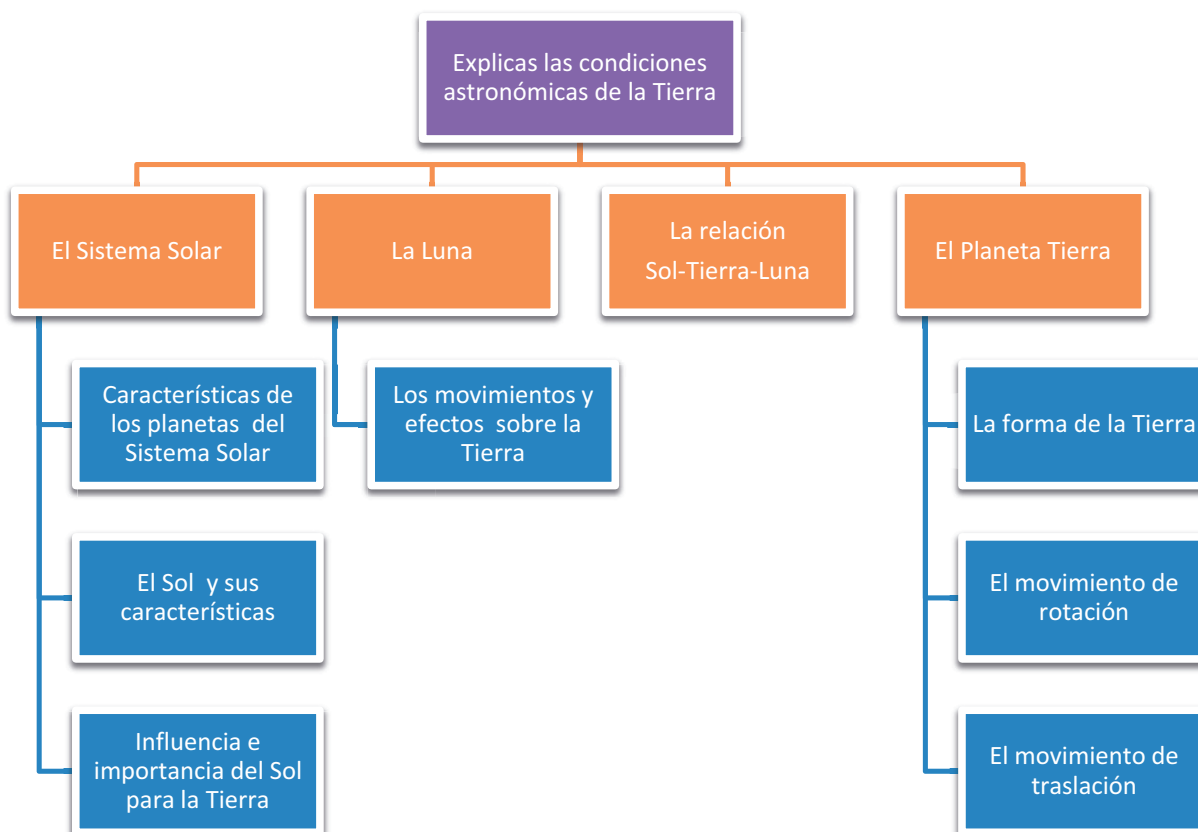 Explicas las condiciones
astronómicas de la Tierra
El Sistema Solar
La Luna
La relación
Sol-Tierra-Luna
El Planeta Tierra
Características de
los planetas del
Sistema Solar
El Sol y sus
características
Influencia e
importancia del Sol
para la Tierra
Los movimientos y
efectos sobre la
Tierra
La forma de la Tierra
El movimiento de
rotación
El movimiento de
traslación